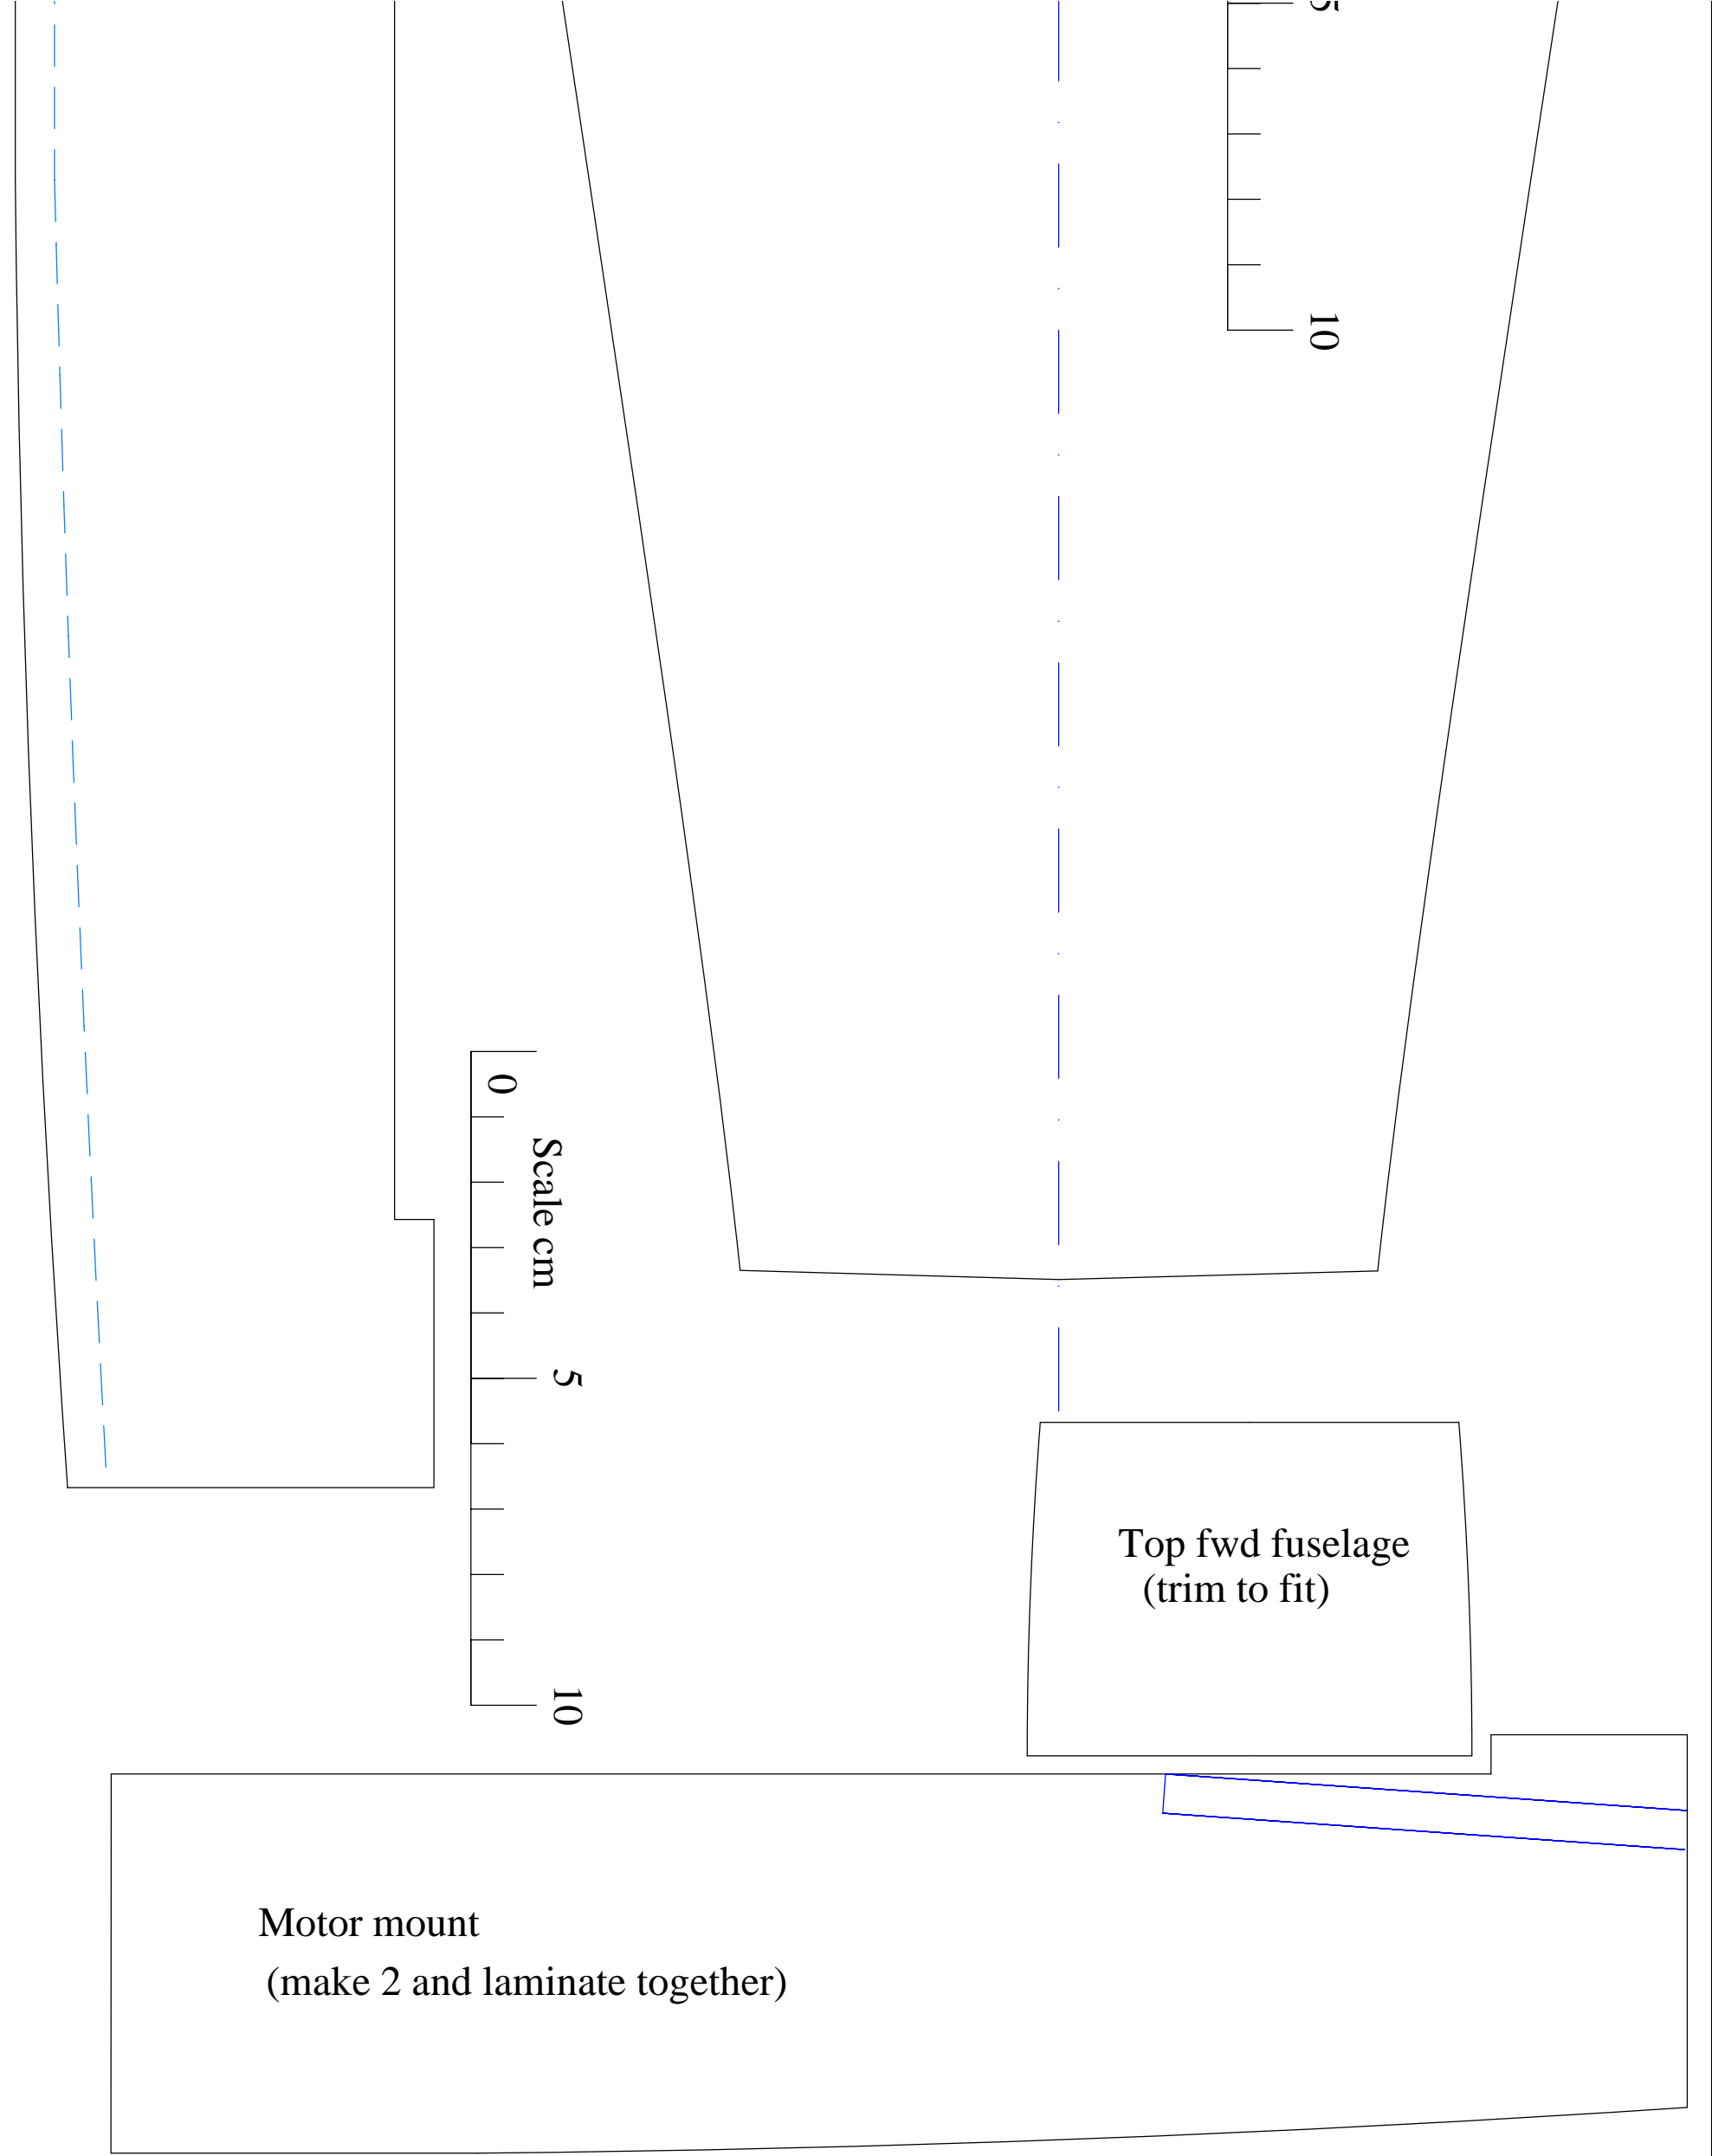 5
10
0
Scale cm
5
10
Top fwd fuselage
(trim to fit)
Motor mount
(make 2 and laminate together)